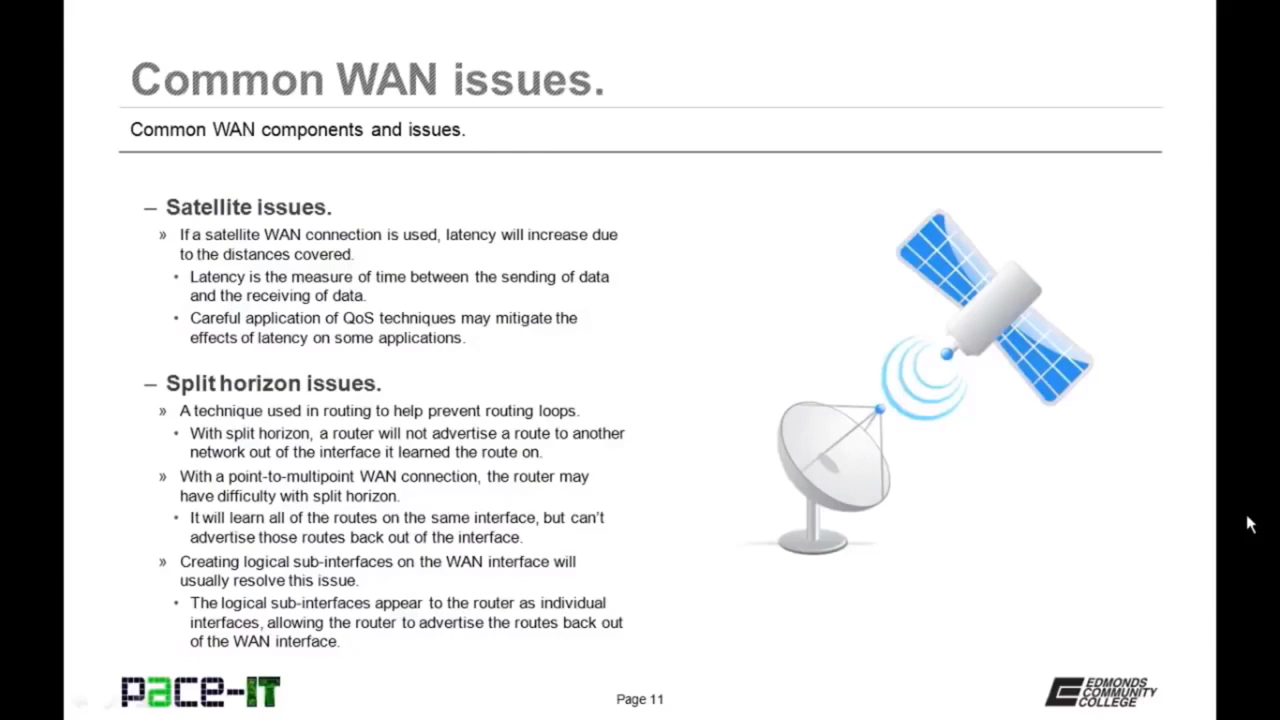 Common WAN issues.
Common WAN components and issues.
– Satellite issues.
» If a satellite WAN connection is used, latency will increase due
to the distances covered.
• Latency is the measure of time between the sending of data
and the receiving of data.
• Careful application of QoS techniques may mitigate the
effects of latency on some applications.
– Split horizon issues.
» A technique used in routing to help prevent routing loops.
• With split horizon, a router will not advertise a route to another
network out of the interface it learned the route on.
» With a point-to-multipoint WAN connection, the router may
have difficulty with split horizon.
• It will learn all of the routes on the same interface, but can't
advertise those routes back out of the interface.
» Creating logical sub-interfaces on the WAN interface will
usually resolve this issue.
• The logical sub-interfaces appear to the router as individual
interfaces, allowing the router to advertise the routes back out
of the WAN interface.
pace-IT
Page 11
EDMONDS
COMMUNITY
COLLEGE